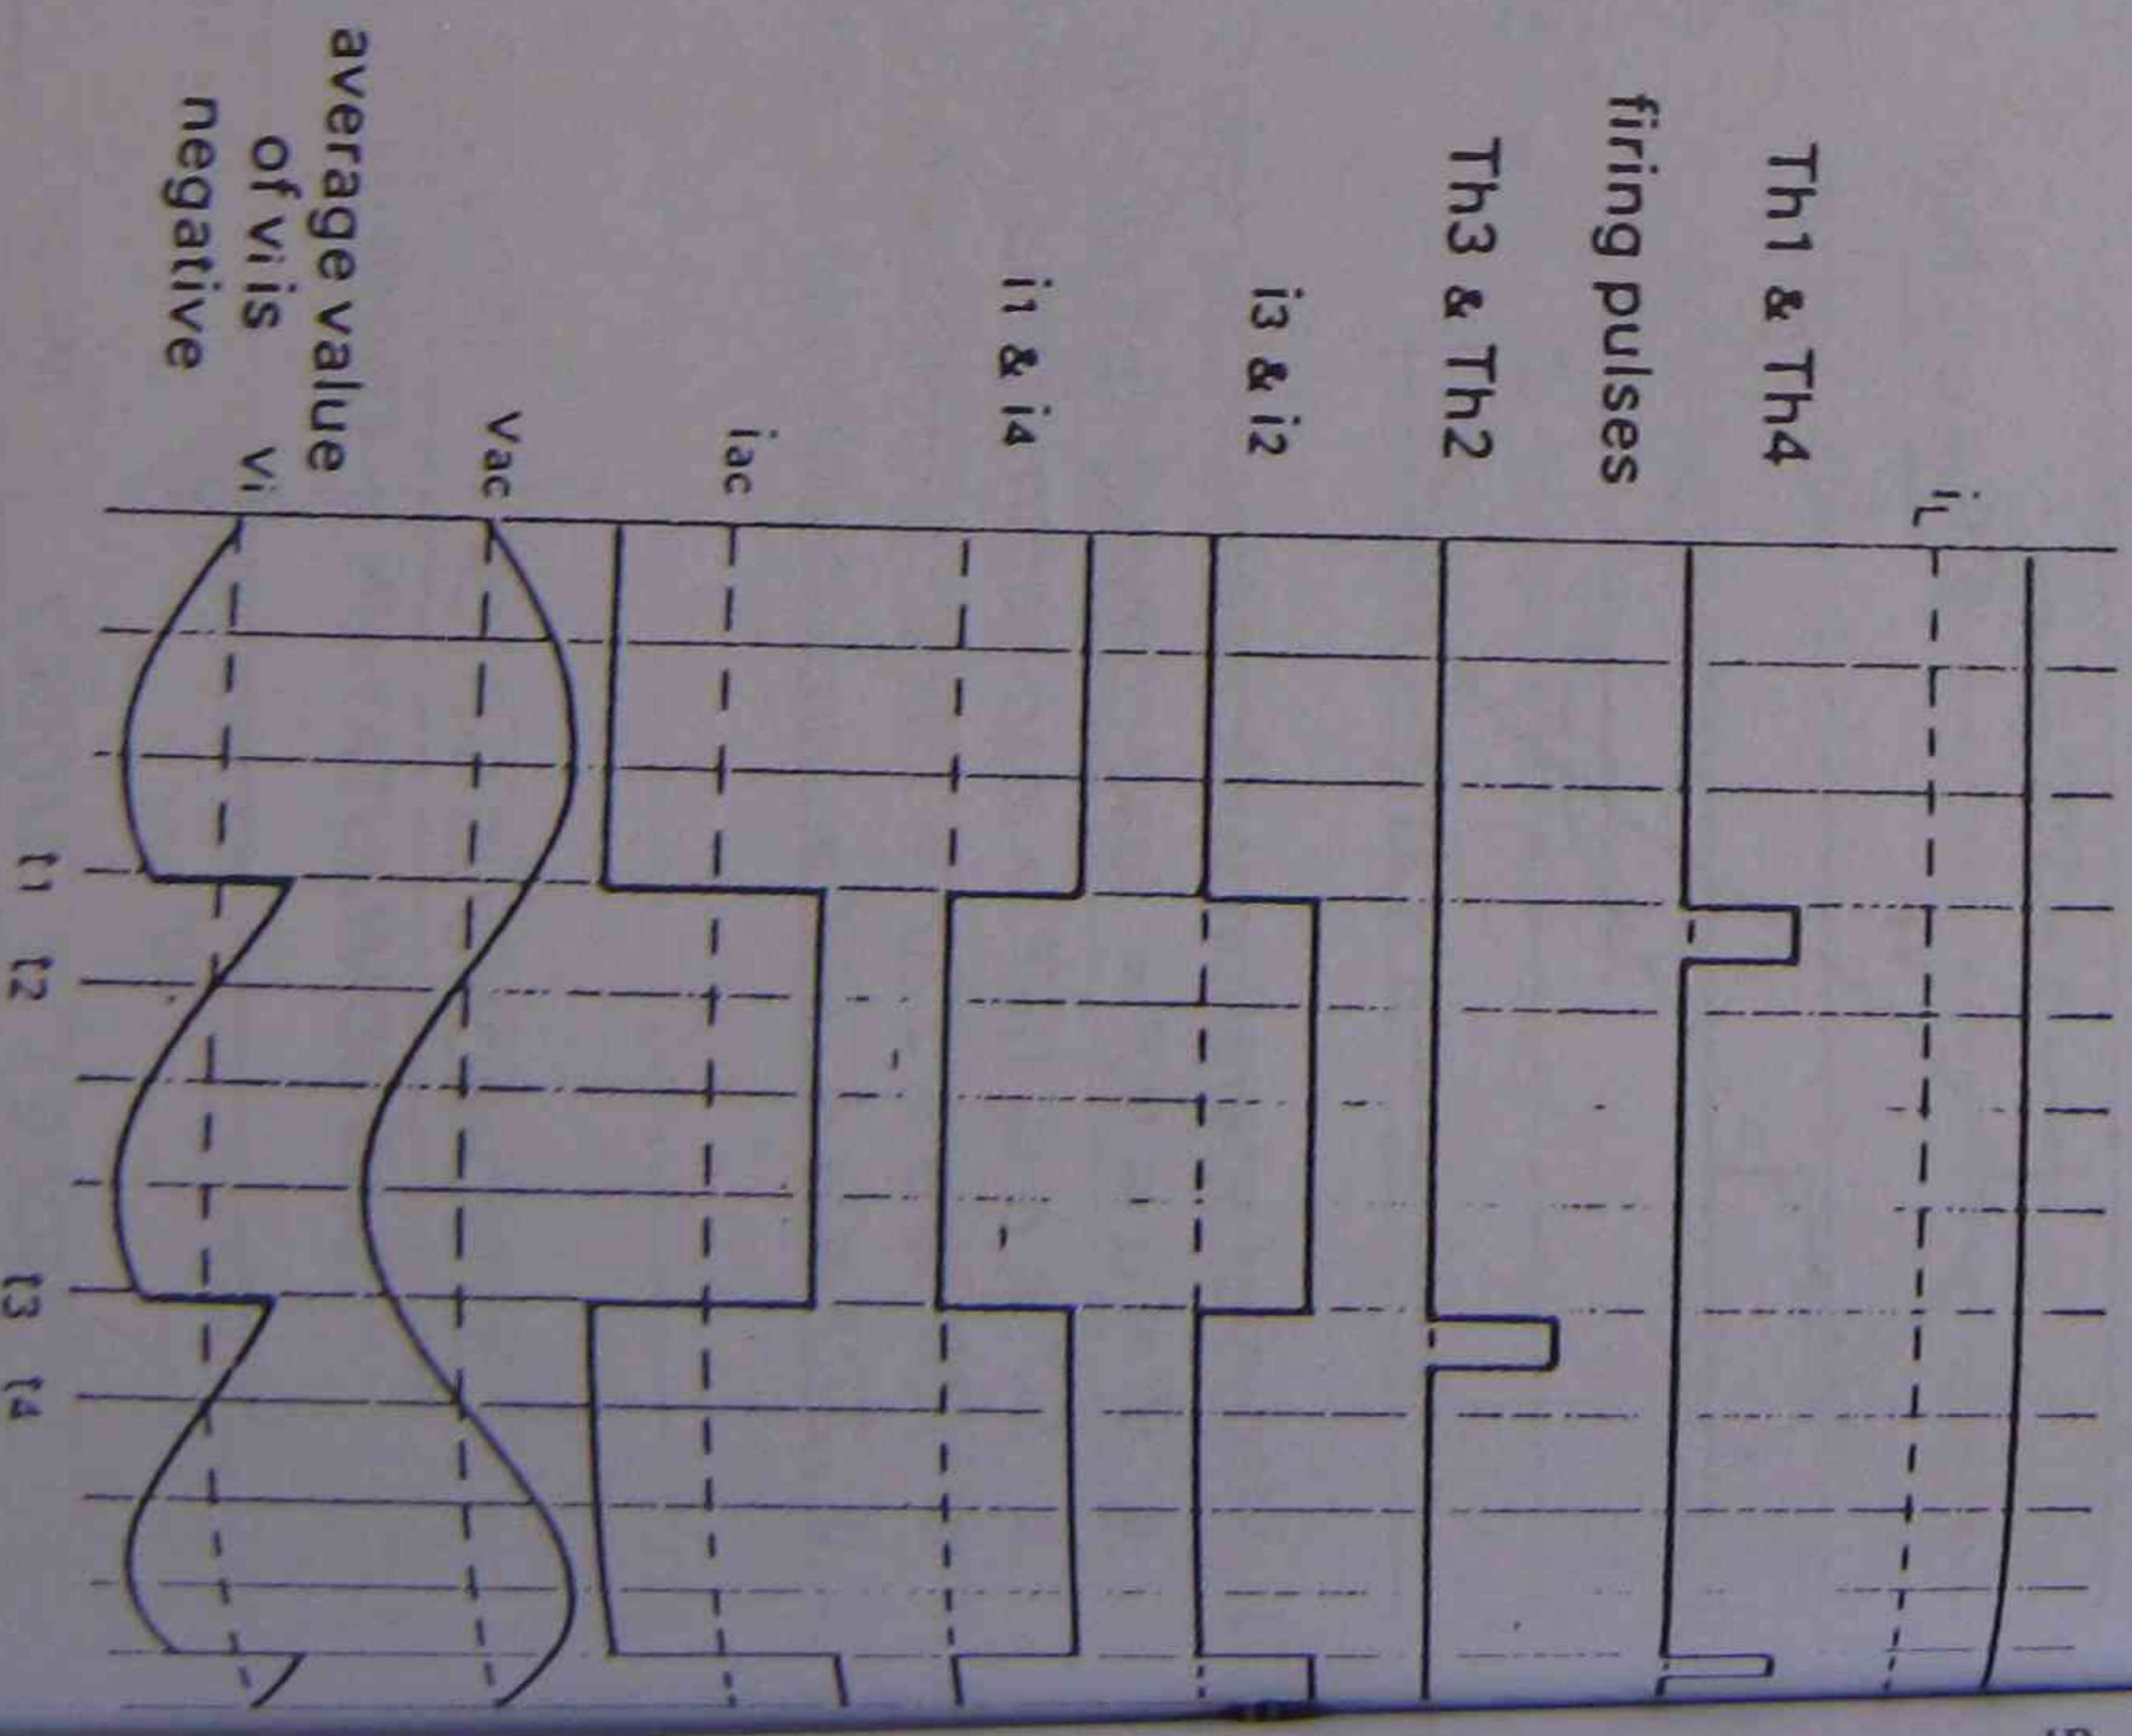 iL
Th1 & Th4
firing pulses
Th3 & Th2
i3 & i2
i1 & i4
iac
vac
average value
of vi is vi
negative
t1 t2 t3 t4